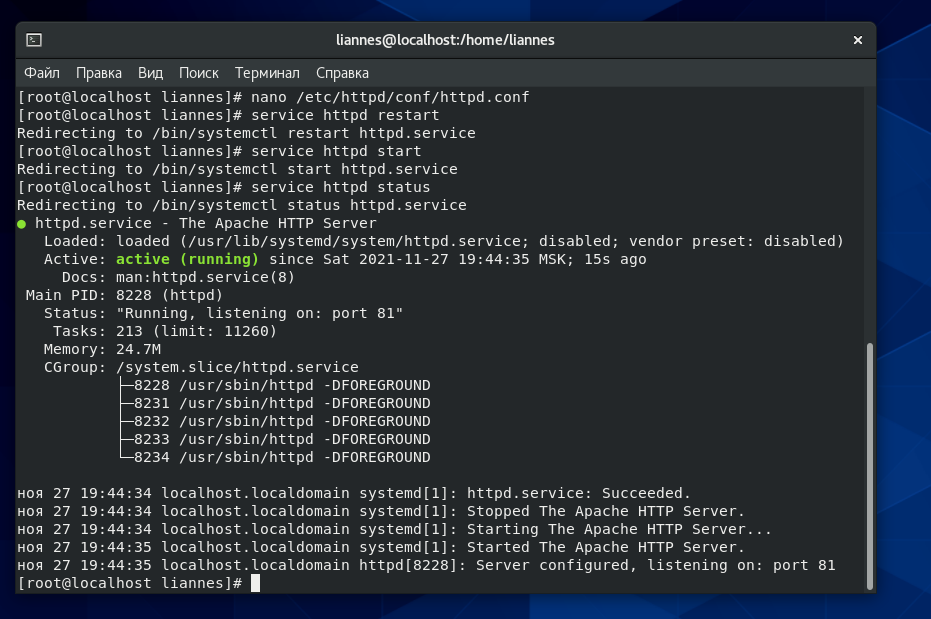 liannes@localhost:/home/liannes
Файл Правка Вид Поиск Терминал Справка
[root@localhost liannes]# nano /etc/httpd/conf/httpd.conf
[root@localhost liannes]# service httpd restart
Redirecting to /bin/systemctl restart httpd.service
[root@localhost liannes]# service httpd start
Redirecting to /bin/systemctl start httpd.service
[root@localhost liannes]# service httpd status
Redirecting to /bin/systemctl status httpd.service
● httpd.service - The Apache HTTP Server
   Loaded: loaded (/usr/lib/systemd/system/httpd.service; disabled; vendor preset: disabled)
   Active: active (running) since Sat 2021-11-27 19:44:35 MSK; 15s ago
     Docs: man:httpd.service(8)
 Main PID: 8228 (httpd)
   Status: "Running, listening on: port 81"
    Tasks: 213 (limit: 11260)
   Memory: 24.7M
   CGroup: /system.slice/httpd.service
           ├─8228 /usr/sbin/httpd -DFOREGROUND
           ├─8231 /usr/sbin/httpd -DFOREGROUND
           ├─8232 /usr/sbin/httpd -DFOREGROUND
           ├─8233 /usr/sbin/httpd -DFOREGROUND
           └─8234 /usr/sbin/httpd -DFOREGROUND

ноя 27 19:44:34 localhost.localdomain systemd[1]: httpd.service: Succeeded.
ноя 27 19:44:34 localhost.localdomain systemd[1]: Stopped The Apache HTTP Server.
ноя 27 19:44:34 localhost.localdomain systemd[1]: Starting The Apache HTTP Server...
ноя 27 19:44:35 localhost.localdomain systemd[1]: Started The Apache HTTP Server.
ноя 27 19:44:35 localhost.localdomain httpd[8228]: Server configured, listening on: port 81
[root@localhost liannes]#